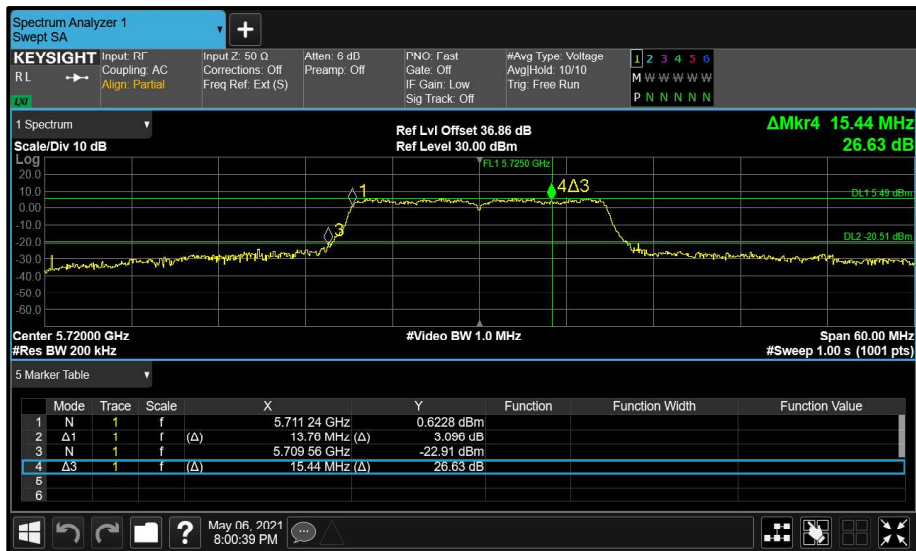 Spectrum Analyzer 1
Swept SA
KEYSIGHT
RL
LXI
Input: RF
Coupling: AC
Align: Partial
Input Z: 50 Ω
Corrections: Off
Freq Ref: Ext (S)
Atten: 6 dB
Preamp: Off
PNO: Fast
Gate: Off
IF Gain: Low
Sig Track: Off
#Avg Type: Voltage
Avg|Hold: 10/10
Trig: Free Run
1 2 3 4 5 6
M W W W W W
P N N N N N
1 Spectrum
Ref Lvl Offset 36.86 dB
ΔMkr4 15.44 MHz
Scale/Div 10 dB
Ref Level 30.00 dBm
26.63 dB
Log
FL1 5.7250 GHz
20.0
10.0
1
4Δ3
DL1 5.49 dBm
0.00
-10.0
3
-20.0
DL2 -20.51 dBm
-30.0
-40.0
-50.0
-60.0
Center 5.72000 GHz
#Video BW 1.0 MHz
Span 60.00 MHz
#Res BW 200 kHz
#Sweep 1.00 s (1001 pts)
5 Marker Table
Mode Trace Scale X Y Function Function Width Function Value
1 N 1 f 5.711 24 GHz 0.6228 dBm
2 Δ1 1 f (Δ) 13.76 MHz (Δ) 3.096 dB
3 N 1 f 5.709 56 GHz -22.91 dBm
4 Δ3 1 f (Δ) 15.44 MHz (Δ) 26.63 dB
5
6
May 06, 2021
8:00:39 PM